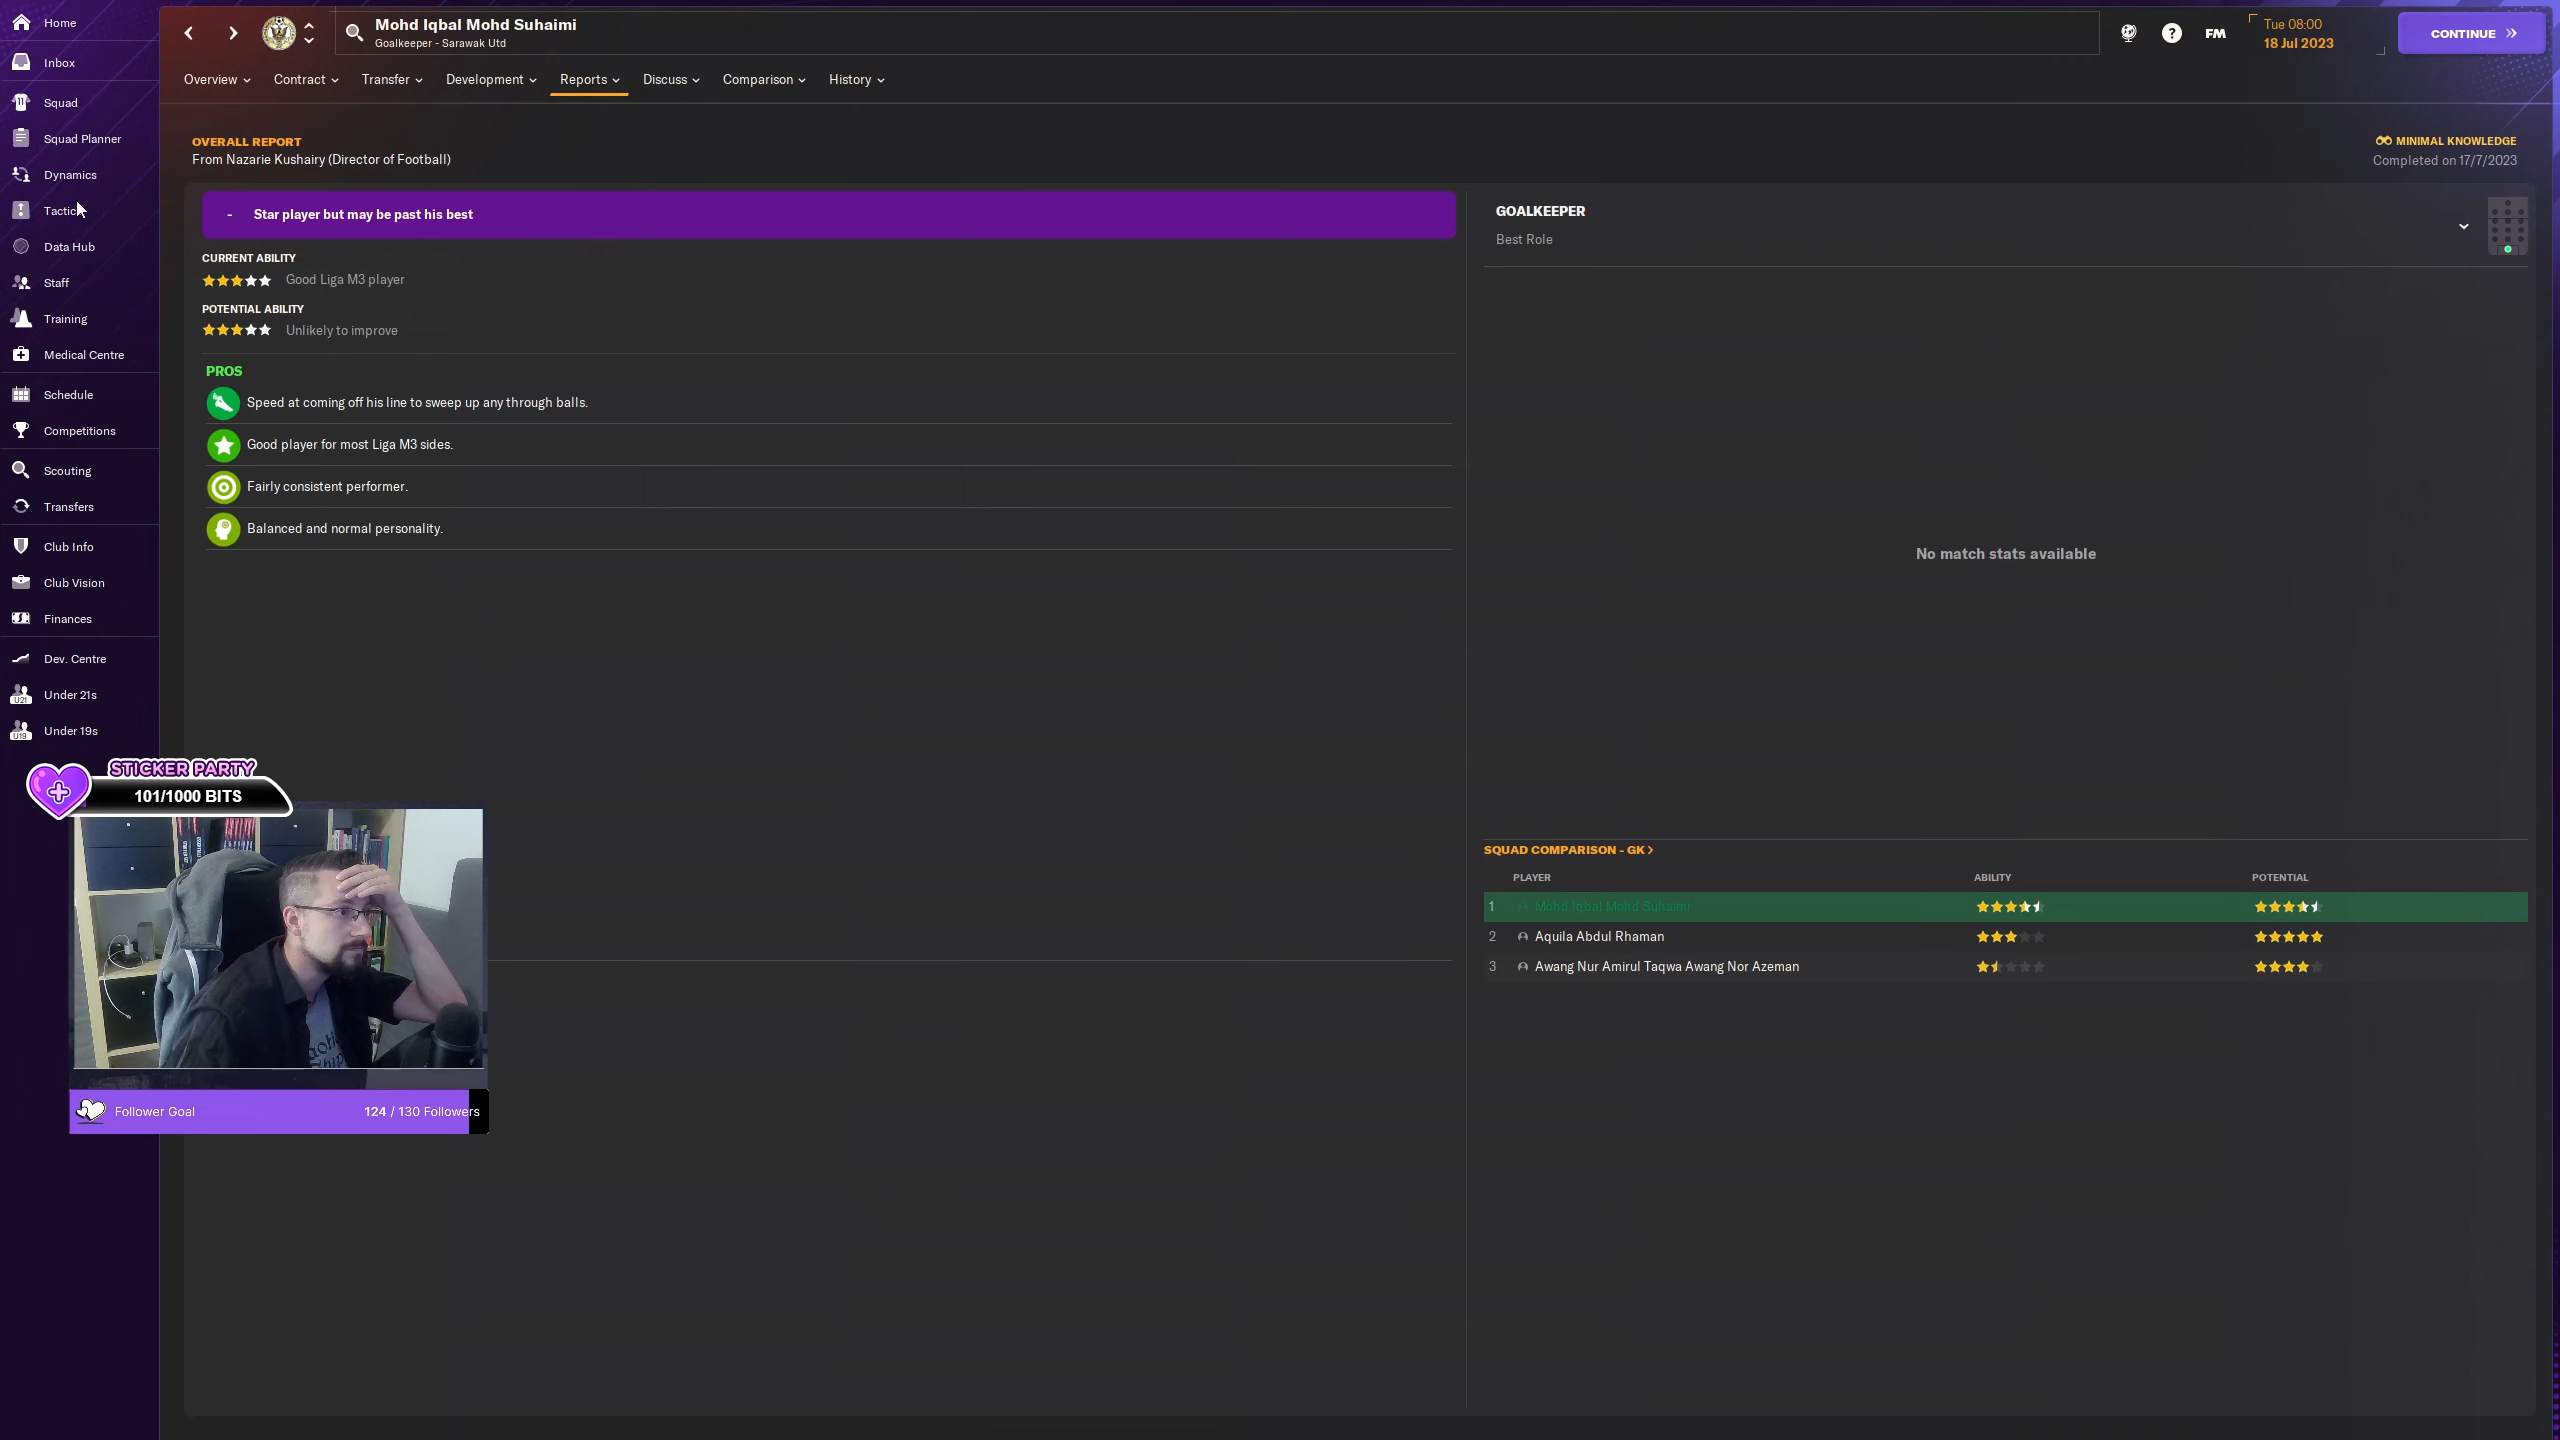 Home
Inbox
Squad
Squad Planner
Dynamics
Tactic
Data Hub
Staff
Training
Medical Centre
Schedule
Competitions
Scouting
Transfers
Club Info
Club Vision
Finances
Dev. Centre
Under 21s
U21
Under 19s
U19
Mohd Iqbal Mohd Suhaimi
Goalkeeper - Sarawak Utd
?
FM
Tue 08:00
18 Jul 2023
CONTINUE
Overview
Contract
Transfer
Development
Reports
Discuss
Comparison
History
OVERALL REPORT
From Nazarie Kushairy (Director of Football)
MINIMAL KNOWLEDGE
Completed on 17/7/2023
- Star player but may be past his best
CURRENT ABILITY
Good Liga M3 player
POTENTIAL ABILITY
Unlikely to improve
PROS
Speed at coming off his line to sweep up any through balls.
Good player for most Liga M3 sides.
Fairly consistent performer.
Balanced and normal personality.
GOALKEEPER
Best Role
No match stats available
SQUAD COMPARISON - GK >
PLAYER ABILITY POTENTIAL
1 Mohd Iqbal Mohd Suhaimi
2 Aquila Abdul Rhaman
3 Awang Nur Amirul Taqwa Awang Nor Azeman
STICKER PARTY
101/1000 BITS
Follower Goal 124 / 130 Followers